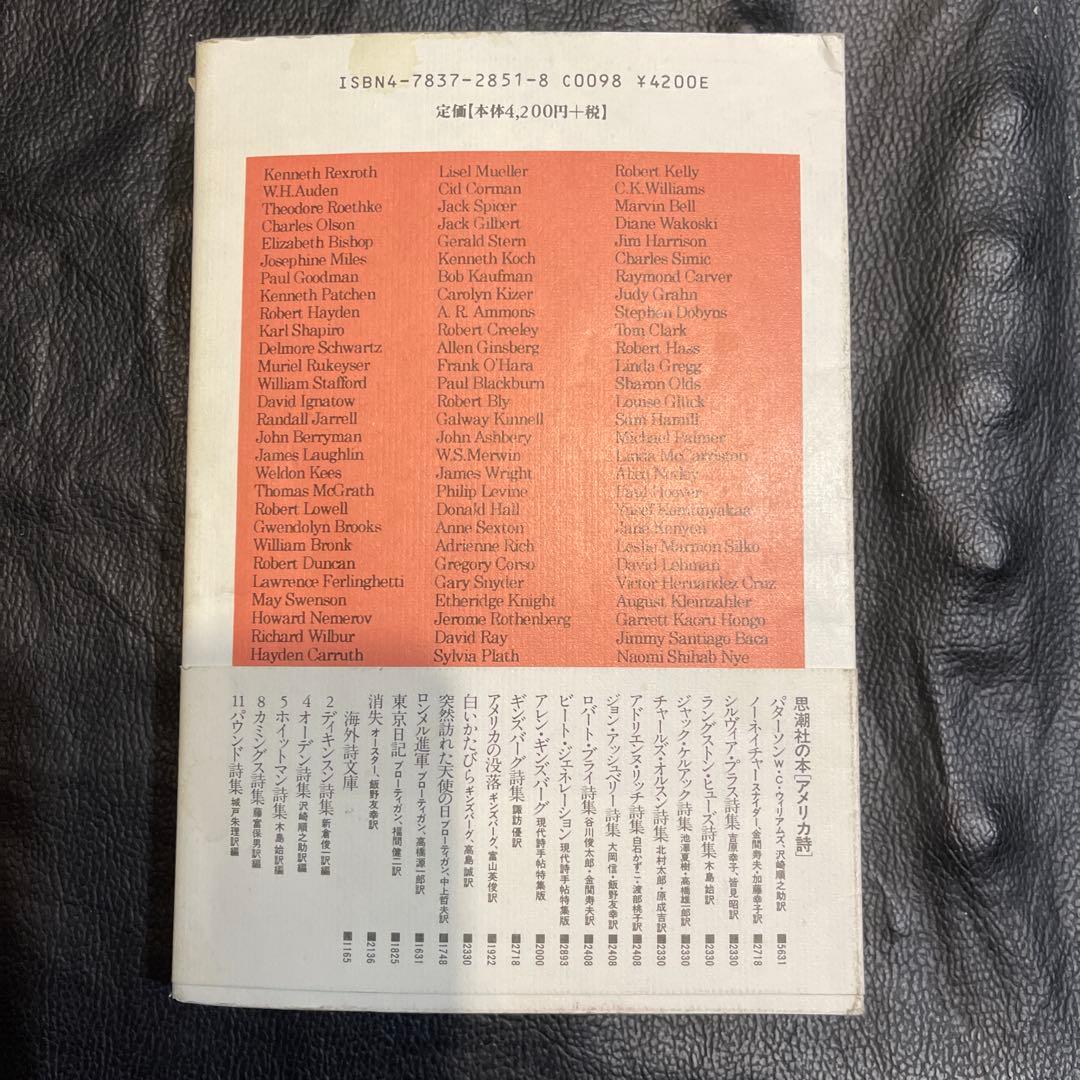 ISBN4-7837-2851-8 C0098 ¥4200E
定価【本体4,200円+税】
Kenneth Rexroth
W.H.Auden
Theodore Roethke
Charles Olson
Elizabeth Bishop
Josephine Miles
Paul Goodman
Kenneth Patchen
Robert Hayden
Karl Shapiro
Delmore Schwartz
Muriel Rukeyser
William Stafford
David Ignatow
Randall Jarrell
John Berryman
James Laughlin
Weldon Kees
Thomas McGrath
Robert Lowell
Gwendolyn Brooks
William Bronk
Robert Duncan
Lawrence Ferlinghetti
May Swenson
Howard Nemerov
Richard Wilbur
Hayden Carruth
Lisel Mueller
Cid Corman
Jack Spicer
Jack Gilbert
Gerald Stern
Kenneth Koch
Bob Kaufman
Carolyn Kizer
A. R. Ammons
Robert Creeley
Allen Ginsberg
Frank O'Hara
Paul Blackburn
Robert Bly
Galway Kinnell
John Ashbery
W.S.Merwin
James Wright
Philip Levine
Donald Hall
Anne Sexton
Adrienne Rich
Gregory Corso
Gary Snyder
Etheridge Knight
Jerome Rothenberg
David Ray
Sylvia Plath
Robert Kelly
C.K.Williams
Marvin Bell
Diane Wakoski
Jim Harrison
Charles Simic
Raymond Carver
Judy Grahn
Stephen Dobyns
Tom Clark
Robert Hass
Linda Gregg
Sharon Olds
Louise Glück
Sam Hamill
Michael Palmer
Linda McCarriston
Paul Hoover
Yusef Komunyakaa
Jane Kenyon
Leslie Marmon Silko
David Lehman
Victor Hernandez Cruz
August Kleinzahler
Garrett Kaoru Hongo
Jimmy Santiago Baca
Naomi Shihab Nye
思潮社の本[アメリカ詩]
パターソン W・C・ウィリアムズ、沢崎順之助訳 ■5631
ノー・ネイチャー スナイダー、金関寿夫・加藤幸子訳 ■2718
シルヴィア・プラス詩集 吉原幸子、皆見昭訳 ■2330
ラングストン・ヒューズ詩集 木島始訳 ■2330
ジャック・ケルアック詩集 池澤夏樹・高橋雄一郎訳 ■2330
チャールズ・オルスン詩集 北村太郎・原成吉訳 ■2330
アドリエンヌ・リッチ詩集 白石かずこ・渡部桃子訳 ■2408
ジョン・アッシュベリー詩集 大岡信・飯野友幸訳 ■2408
ロバート・ブライ詩集 谷川俊太郎・金関寿夫訳 ■2408
ビート・ジェネレーション 現代詩手帖特集版 ■2893
アレン・ギンズバーグ 現代詩手帖特集版 ■2000
ギンズバーグ詩集 諏訪優訳 ■2718
アメリカの没落 ギンズバーグ、富山英俊訳 ■1922
白いかたびら ギンズバーグ、高島誠訳 ■2330
突然訪れた天使の日 ブローティガン、中上哲夫訳 ■1748
ロンメル進軍 ブローティガン、高橋源一郎訳 ■1631
東京日記 ブローティガン、福間健二訳 ■1825
消失 オースター、飯野友幸訳 ■2136
海外詩文庫 ■1165
2 ディキンスン詩集 新倉俊一訳編
4 オーデン詩集 沢崎順之助訳編
5 ホイットマン詩集 木島始訳編
8 カミングズ詩集 藤富保男訳編
11 パウンド詩集 城戸朱理訳編